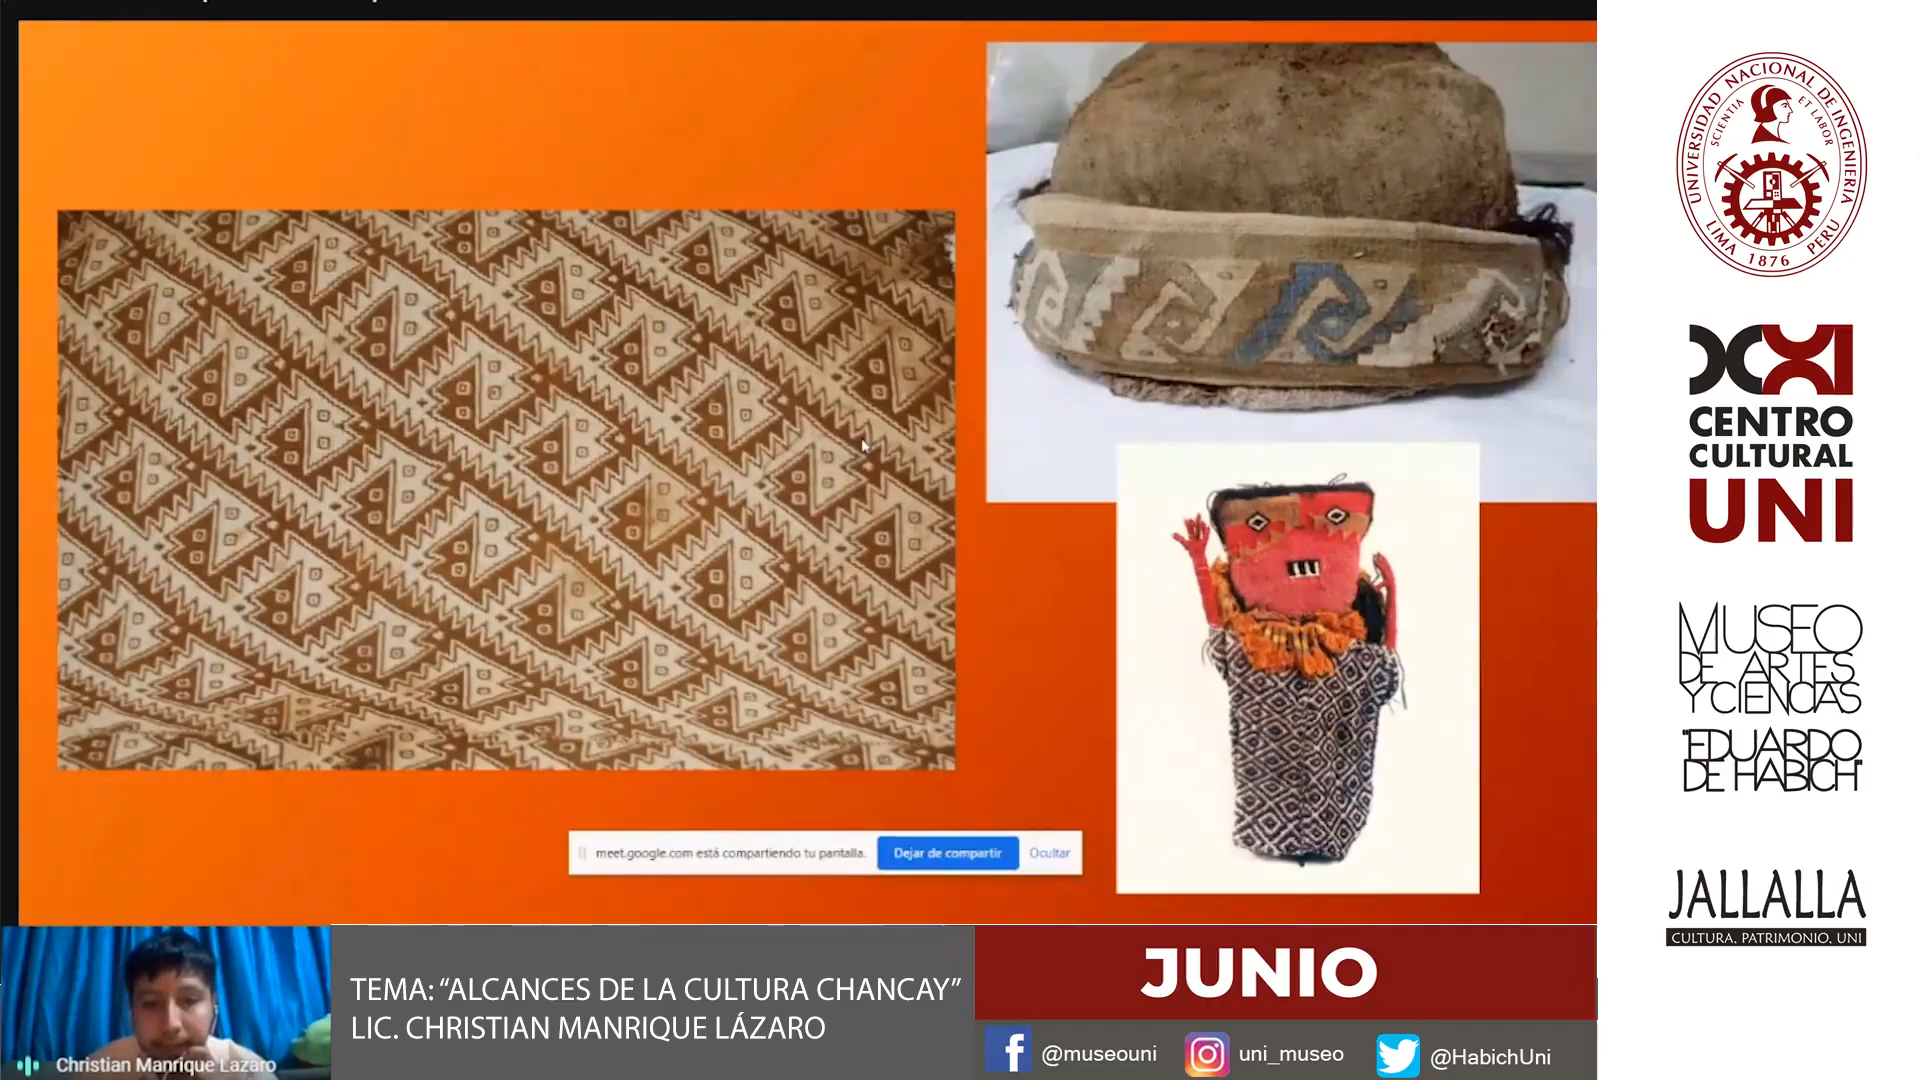 meet.google.com está compartiendo tu pantalla.
Dejar de compartir
Ocultar
Christian Manrique Lazaro
TEMA: “ALCANCES DE LA CULTURA CHANCAY”
LIC. CHRISTIAN MANRIQUE LÁZARO
JUNIO
@museouni
uni_museo
@HabichUni
UNIVERSIDAD NACIONAL DE INGENIERIA
SCIENTIA ET LABOR
LIMA 1876 PERU
XXI
CENTRO
CULTURAL
UNI
MUSEO
DE ARTES
Y CIENCIAS
"EDUARDO
DE HABICH"
JALLALLA
CULTURA, PATRIMONIO, UNI